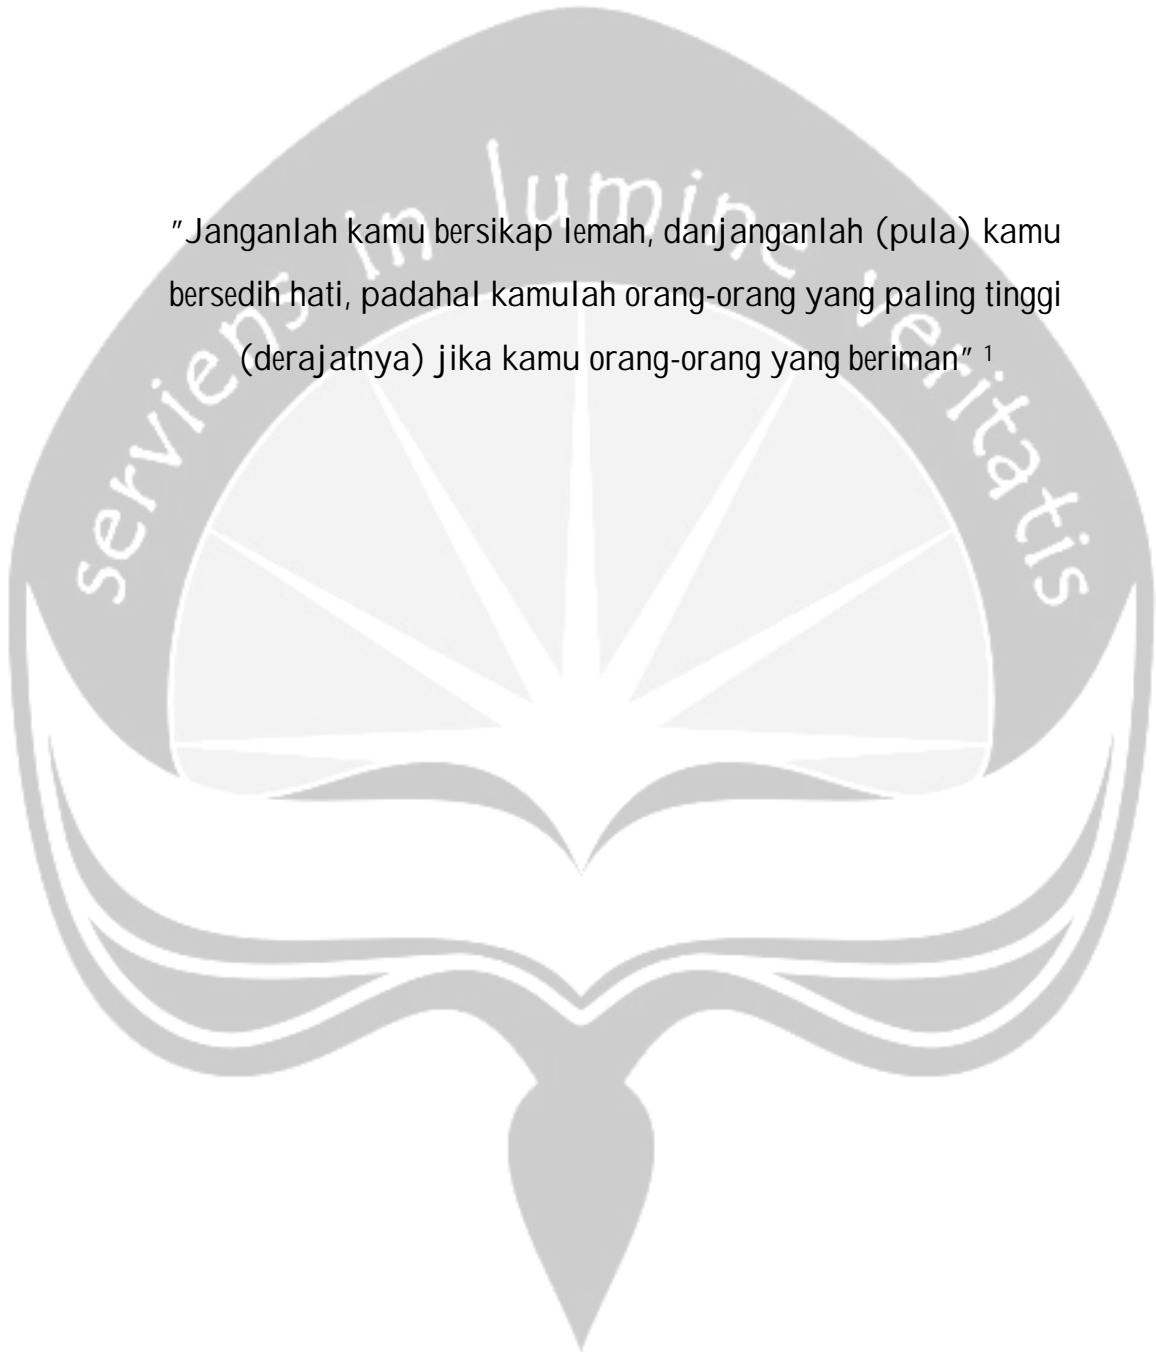 serviens in lumine veritatis
"Janganlah kamu bersikap lemah, danjanganlah (pula) kamu
bersedih hati, padahal kamulah orang-orang yang paling tinggi
(derajatnya) jika kamu orang-orang yang beriman" 1